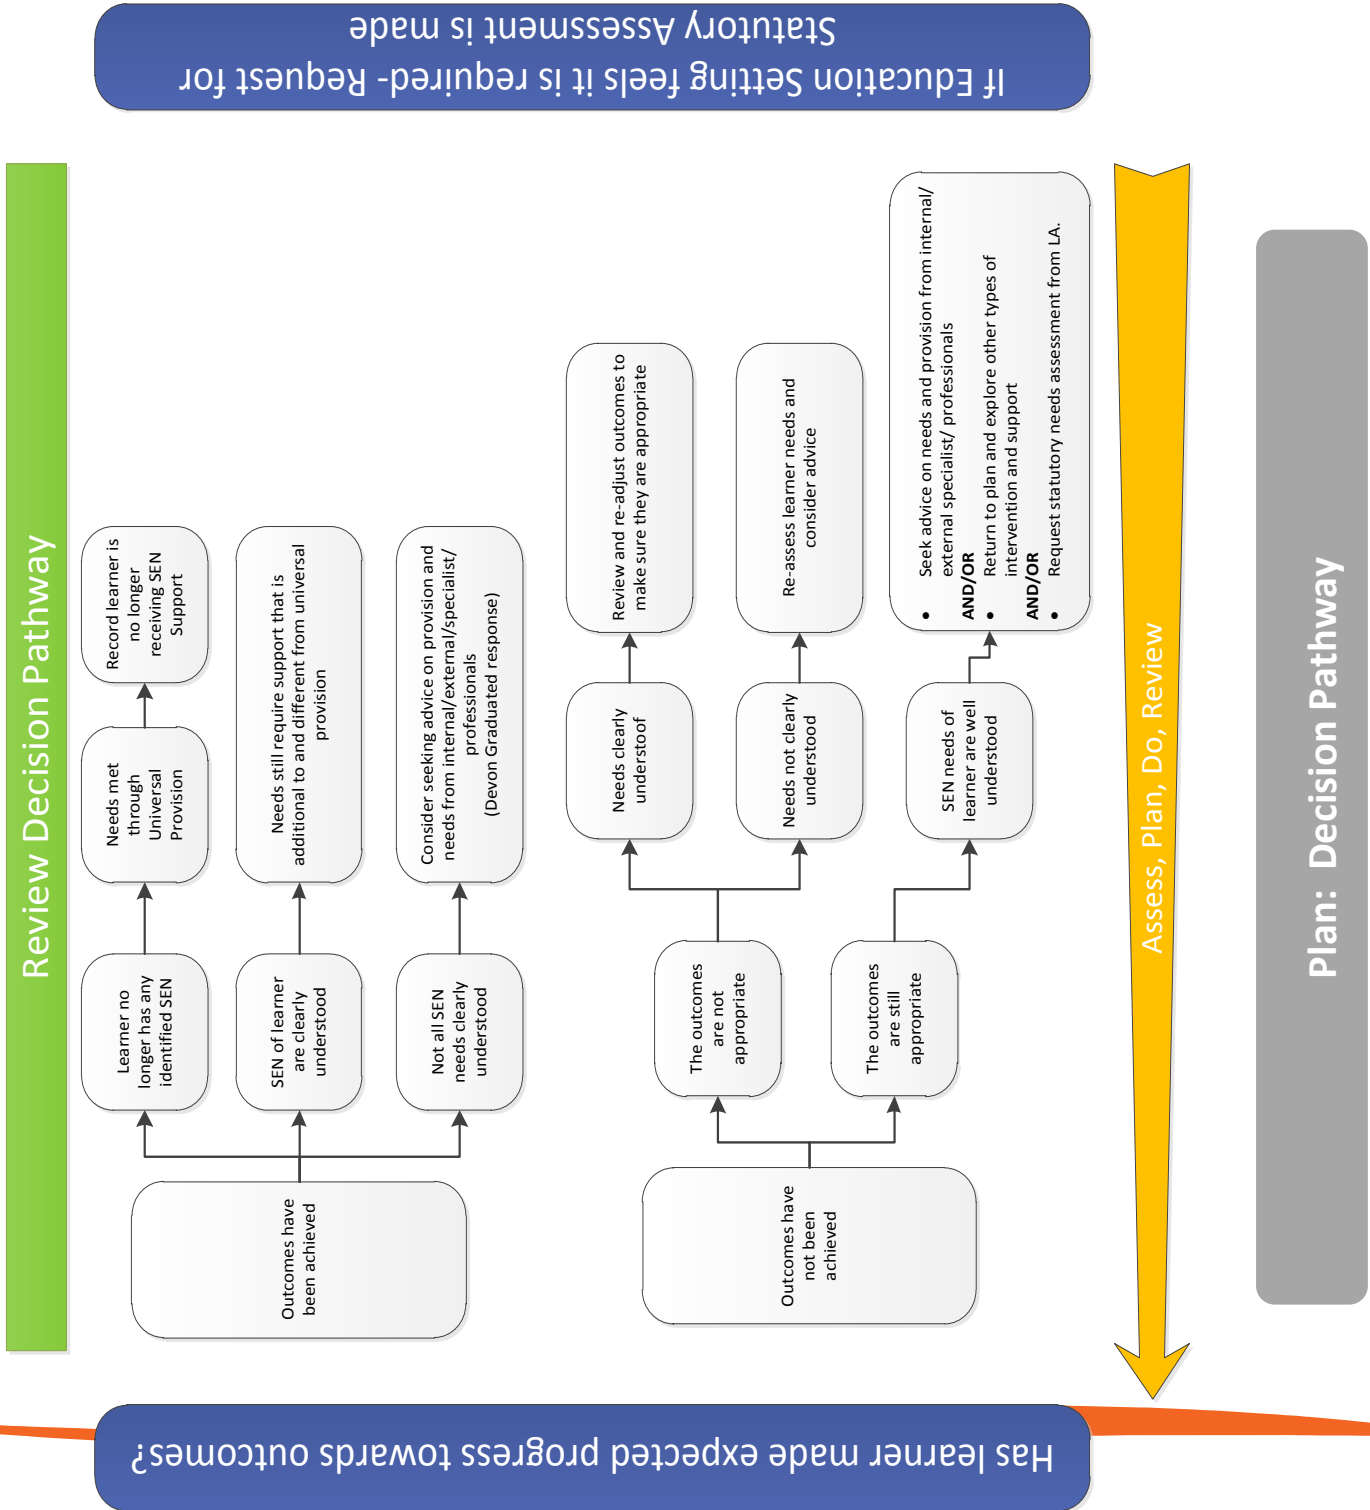 If Education Setting feels it is required- Request for
Statutory Assessment is made
Review Decision Pathway
Outcomes have
been achieved
Learner no
longer has any
identified SEN
Needs met
through
Universal
Provision
Record learner is
no longer
receiving SEN
Support
SEN of learner
are clearly
understood
Needs still require support that is
additional to and different from universal
provision
Not all SEN
needs clearly
understood
Consider seeking advice on provision and
needs from internal/external/specialist/
professionals
(Devon Graduated response)
Outcomes have
not been
achieved
The outcomes
are not
appropriate
Needs clearly
understoof
Review and re-adjust outcomes to
make sure they are appropriate
Needs not clearly
understood
Re-assess learner needs and
consider advice
The outcomes
are still
appropriate
SEN needs of
learner are well
understood
• Seek advice on needs and provision from internal/
external specialist/ professionals
AND/OR
• Return to plan and explore other types of
intervention and support
AND/OR
• Request statutory needs assessment from LA.
Assess, Plan, Do, Review
Plan: Decision Pathway
Has learner made expected progress towards outcomes?